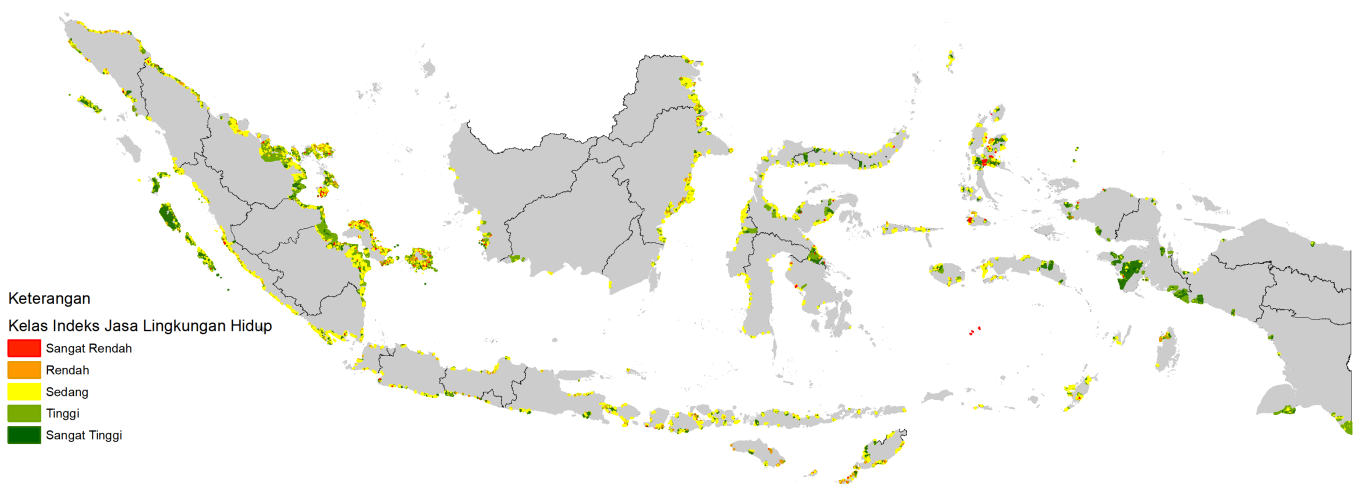 Keterangan
Kelas Indeks Jasa Lingkungan Hidup
Sangat Rendah
Rendah
Sedang
Tinggi
Sangat Tinggi